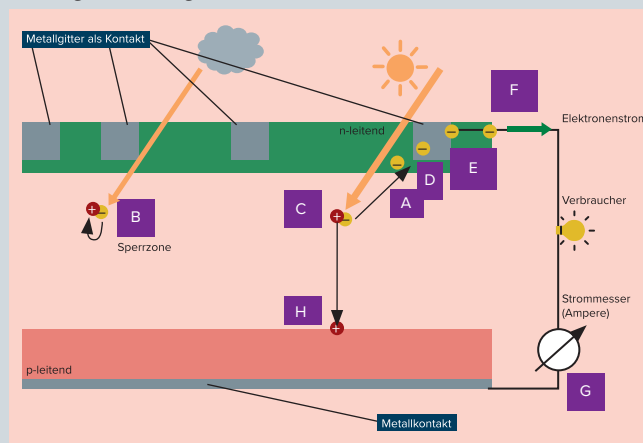 Metallgitter als Kontakt
F
n-leitend
Elektronenstrom
E
D
A
C
B
Verbraucher
Sperrzone
H
Strommesser
(Ampere)
p-leitend
G
Metallkontakt